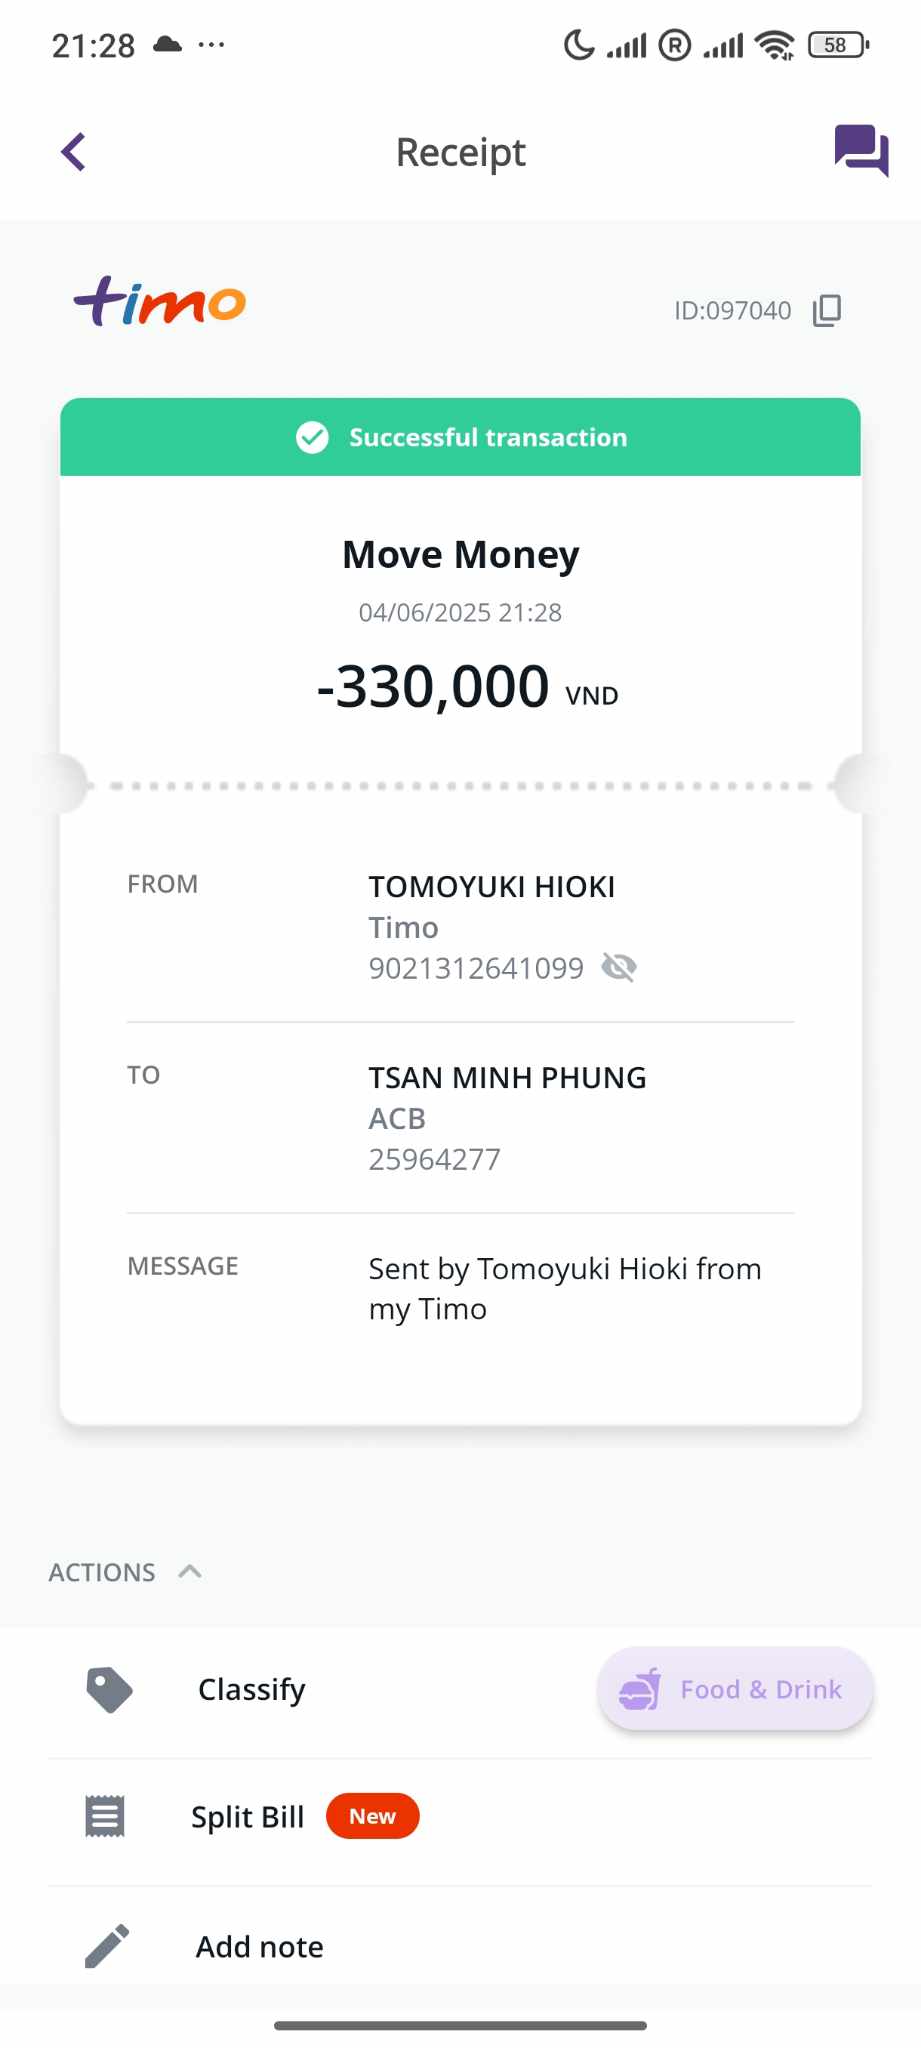 21:28 ... R 58
Receipt
timo
ID:097040
Successful transaction
Move Money
04/06/2025 21:28
-330,000 VND
FROM
TOMOYUKI HIOKI
Timo
9021312641099
TO
TSAN MINH PHUNG
ACB
25964277
MESSAGE
Sent by Tomoyuki Hioki from
my Timo
ACTIONS
Classify
Food & Drink
Split Bill New
Add note